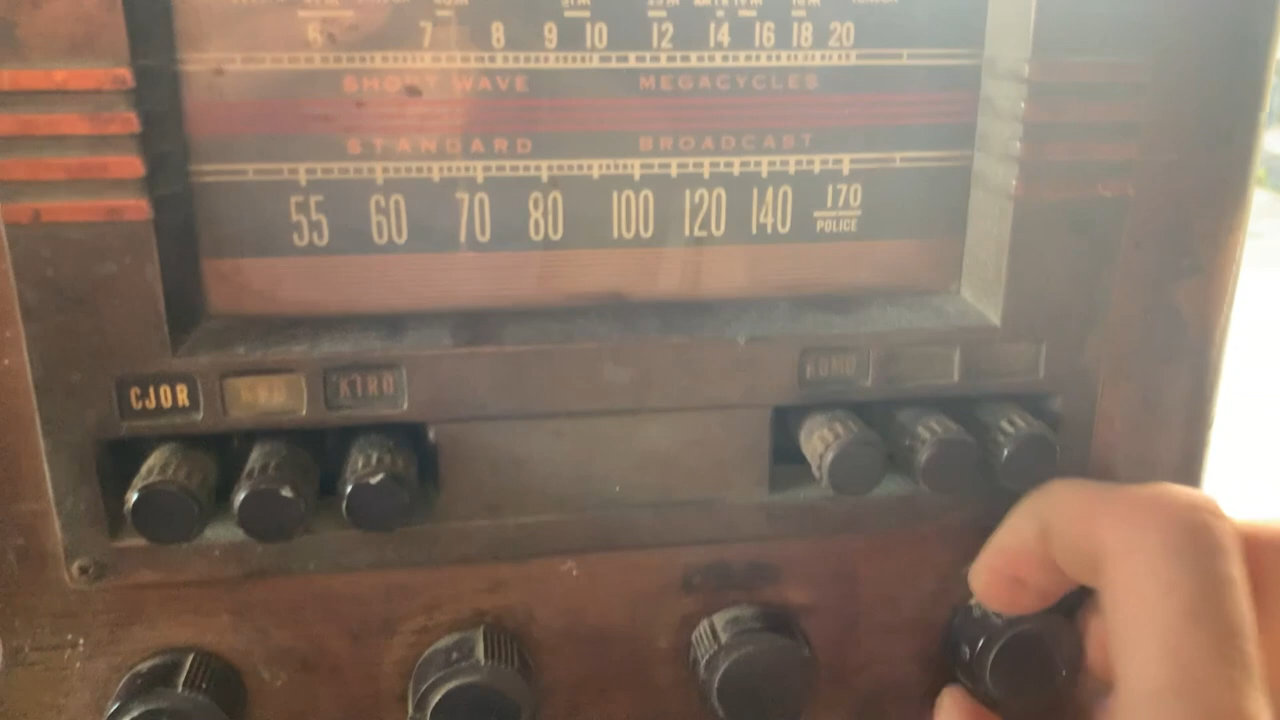 6 7 8 9 10 12 14 16 18 20
SHORT WAVE MEGACYCLES
STANDARD BROADCAST
55 60 70 80 100 120 140 170
POLICE
CJOR KIRO KOMO